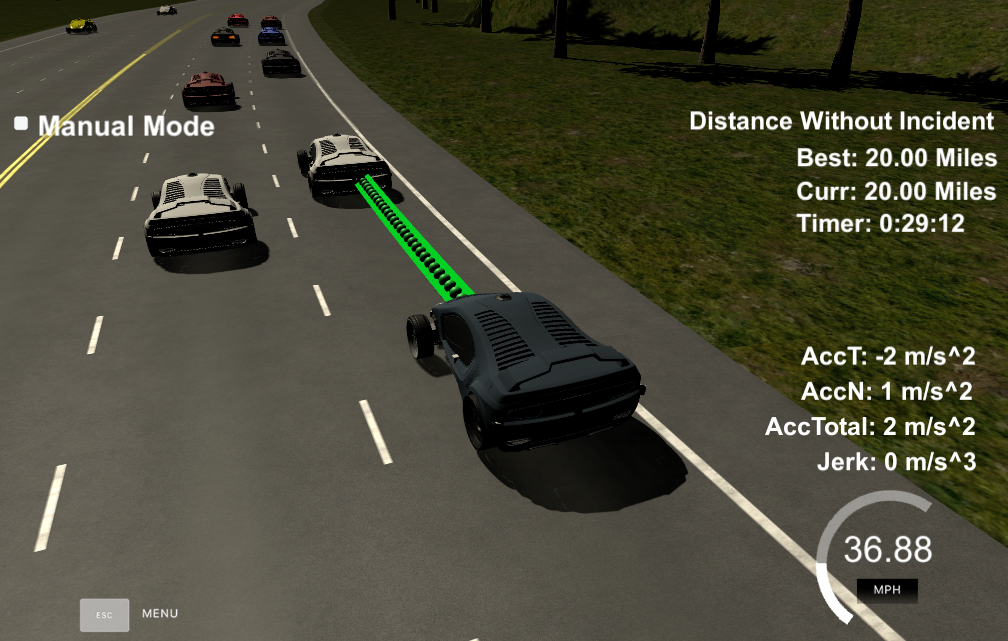 Manual Mode
Distance Without Incident
Best: 20.00 Miles
Curr: 20.00 Miles
Timer: 0:29:12
AccT: -2 m/s^2
AccN: 1 m/s^2
AccTotal: 2 m/s^2
Jerk: 0 m/s^3
36.88
MPH
ESC MENU